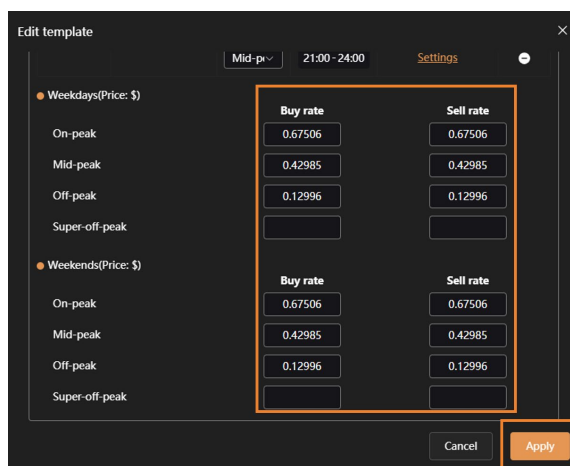 Edit template ×
Mid-p 21:00-24:00 Settings
Weekdays(Price: $)
Buy rate Sell rate
On-peak 0.67506 0.67506
Mid-peak 0.42985 0.42985
Off-peak 0.12996 0.12996
Super-off-peak
Weekends(Price: $)
Buy rate Sell rate
On-peak 0.67506 0.67506
Mid-peak 0.42985 0.42985
Off-peak 0.12996 0.12996
Super-off-peak
Cancel Apply